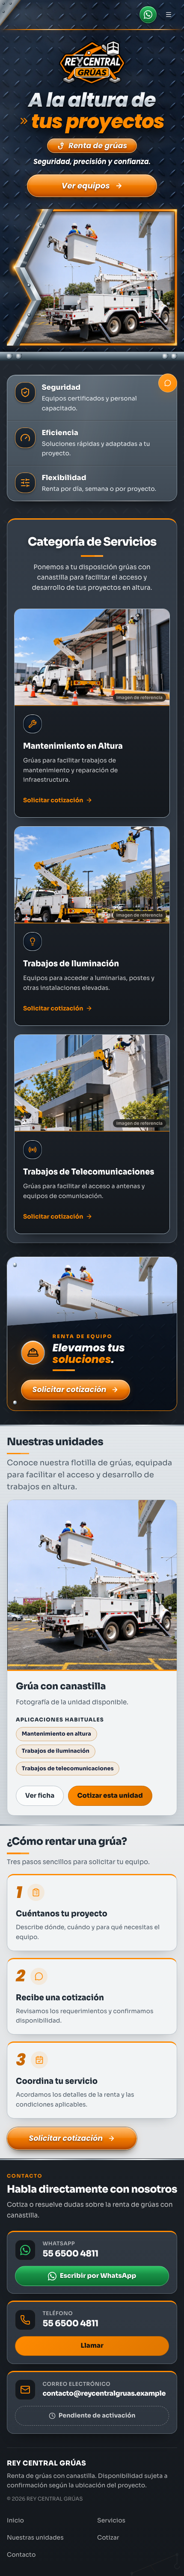 REY CENTRAL
GRÚAS
A la altura de
» tus proyectos
Renta de grúas
Seguridad, precisión y confianza.
Ver equipos →
Seguridad
Equipos certificados y personal
capacitado.
Eficiencia
Soluciones rápidas y adaptadas a tu
proyecto.
Flexibilidad
Renta por día, semana o por proyecto.
Categoría de Servicios
Ponemos a tu disposición grúas con
canastilla para facilitar el acceso y
desarrollo de tus proyectos en altura.
Imagen de referencia
Mantenimiento en Altura
Grúas para facilitar trabajos de
mantenimiento y reparación de
infraestructura.
Solicitar cotización →
Imagen de referencia
Trabajos de Iluminación
Equipos para acceder a luminarias, postes y
otras instalaciones elevadas.
Solicitar cotización →
Imagen de referencia
Trabajos de Telecomunicaciones
Grúas para facilitar el acceso a antenas y
equipos de comunicación.
Solicitar cotización →
RENTA DE EQUIPO
Elevamos tus
soluciones.
Solicitar cotización →
Nuestras unidades
Conoce nuestra flotilla de grúas, equipada
para facilitar el acceso y desarrollo de
trabajos en altura.
Grúa con canastilla
Fotografía de la unidad disponible.
APLICACIONES HABITUALES
Mantenimiento en altura
Trabajos de iluminación
Trabajos de telecomunicaciones
Ver ficha
Cotizar esta unidad
¿Cómo rentar una grúa?
Tres pasos sencillos para solicitar tu equipo.
1
Cuéntanos tu proyecto
Describe dónde, cuándo y para qué necesitas el
equipo.
2
Recibe una cotización
Revisamos los requerimientos y confirmamos
disponibilidad.
3
Coordina tu servicio
Acordamos los detalles de la renta y las
condiciones aplicables.
Solicitar cotización →
CONTACTO
Habla directamente con nosotros
Cotiza o resuelve dudas sobre la renta de grúas con
canastilla.
WHATSAPP
55 6500 4811
Escribir por WhatsApp
TELÉFONO
55 6500 4811
Llamar
CORREO ELECTRÓNICO
contacto@reycentralgruas.example
Pendiente de activación
REY CENTRAL GRÚAS
Renta de grúas con canastilla. Disponibilidad sujeta a
confirmación según la ubicación del proyecto.
© 2026 REY CENTRAL GRÚAS
Inicio
Servicios
Nuestras unidades
Cotizar
Contacto